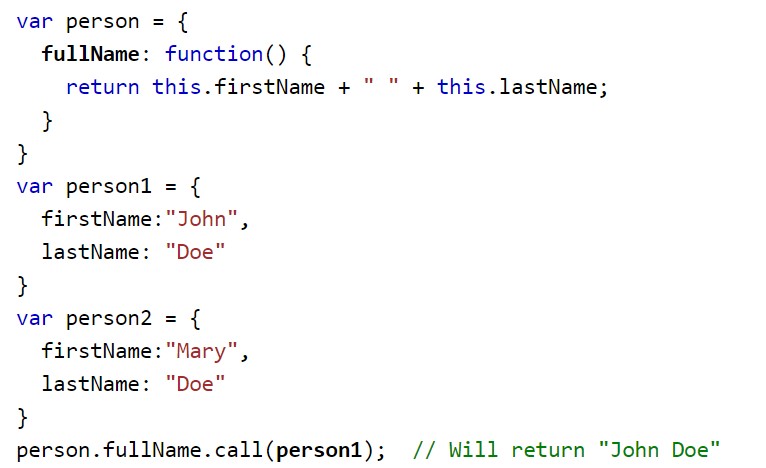 var person = {
  fullName: function() {
    return this.firstName + " " + this.lastName;
  }
}
var person1 = {
  firstName:"John",
  lastName: "Doe"
}
var person2 = {
  firstName:"Mary",
  lastName: "Doe"
}
person.fullName.call(person1);  // Will return "John Doe"